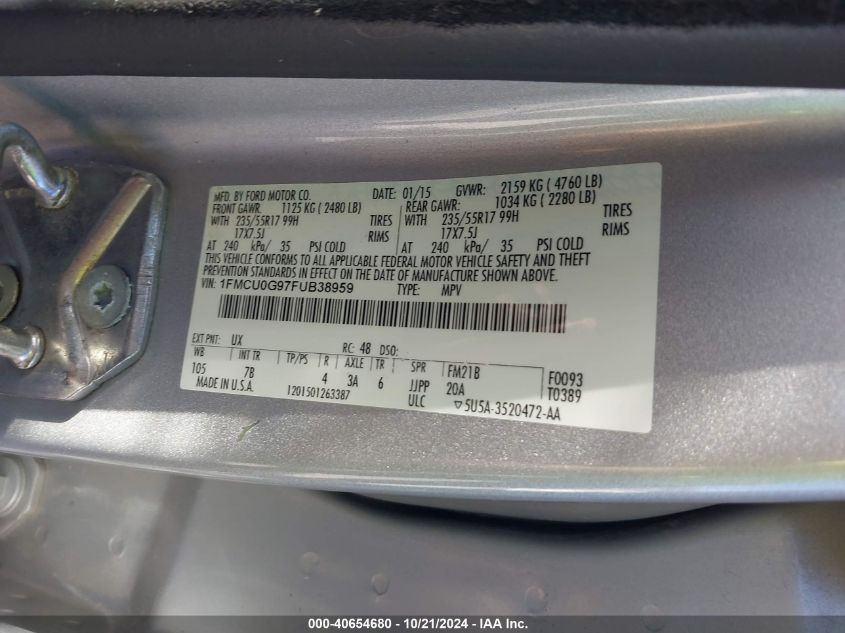 MFD. BY FORD MOTOR CO. DATE: 01/15 GVWR: 2159 KG ( 4760 LB)
FRONT GAWR: 1125 KG ( 2480 LB) REAR GAWR: 1034 KG ( 2280 LB)
WITH 235/55R17 99H TIRES WITH 235/55R17 99H TIRES
17X7.5J RIMS 17X7.5J RIMS
AT 240 kPa/ 35 PSI COLD AT 240 kPa/ 35 PSI COLD
THIS VEHICLE CONFORMS TO ALL APPLICABLE FEDERAL MOTOR VEHICLE SAFETY AND THEFT
PREVENTION STANDARDS IN EFFECT ON THE DATE OF MANUFACTURE SHOWN ABOVE.
VIN: 1FMCU0G97FUB38959 TYPE: MPV
EXT PNT: UX RC: 48 DSO:
WB INT TR TP/PS R AXLE TR SPR FM21B F0093
105 7B 4 3A 6 JJPP 20A T0389
MADE IN U.S.A. 1201501263387 ULC ▽5U5A-3520472-AA
000-40654680 - 10/21/2024 - IAA Inc.